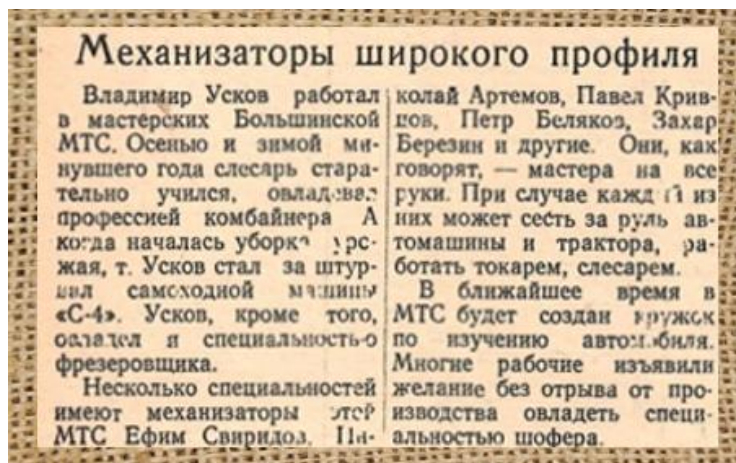 Механизаторы широкого профиля
Владимир Усков работал
в мастерских Большинской
МТС. Осенью и зимой ми-
нувшего года слесарь стара-
тельно учился, овладевал
профессией комбайнера А
когда началась уборка уро-
жая, т. Усков стал за штур-
вал самоходной машины
«С-4». Усков, кроме того,
овладел и специальностью
фрезеровщика.
Несколько специальностей
имеют механизаторы этой
МТС Ефим Свиридов, Ни-
колай Артемов, Павел Крив-
цов, Петр Беляков, Захар
Березин и другие. Они, как
говорят, — мастера на все
руки. При случае каждый из
них может сесть за руль ав-
томашины и трактора, ра-
ботать токарем, слесарем.
В ближайшее время в
МТС будет создан кружок
по изучению автомобиля.
Многие рабочие изъявили
желание без отрыва от про-
изводства овладеть специ-
альностью шофера.